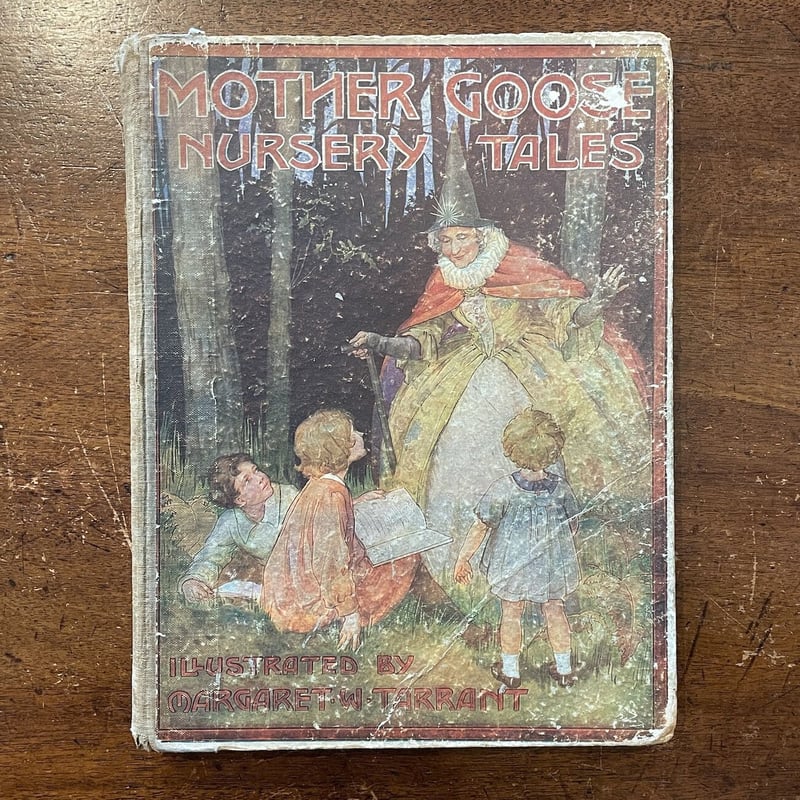 MOTHER GOOSE
NURSERY TALES
ILLUSTRATED BY
MARGARET·W·TARRANT